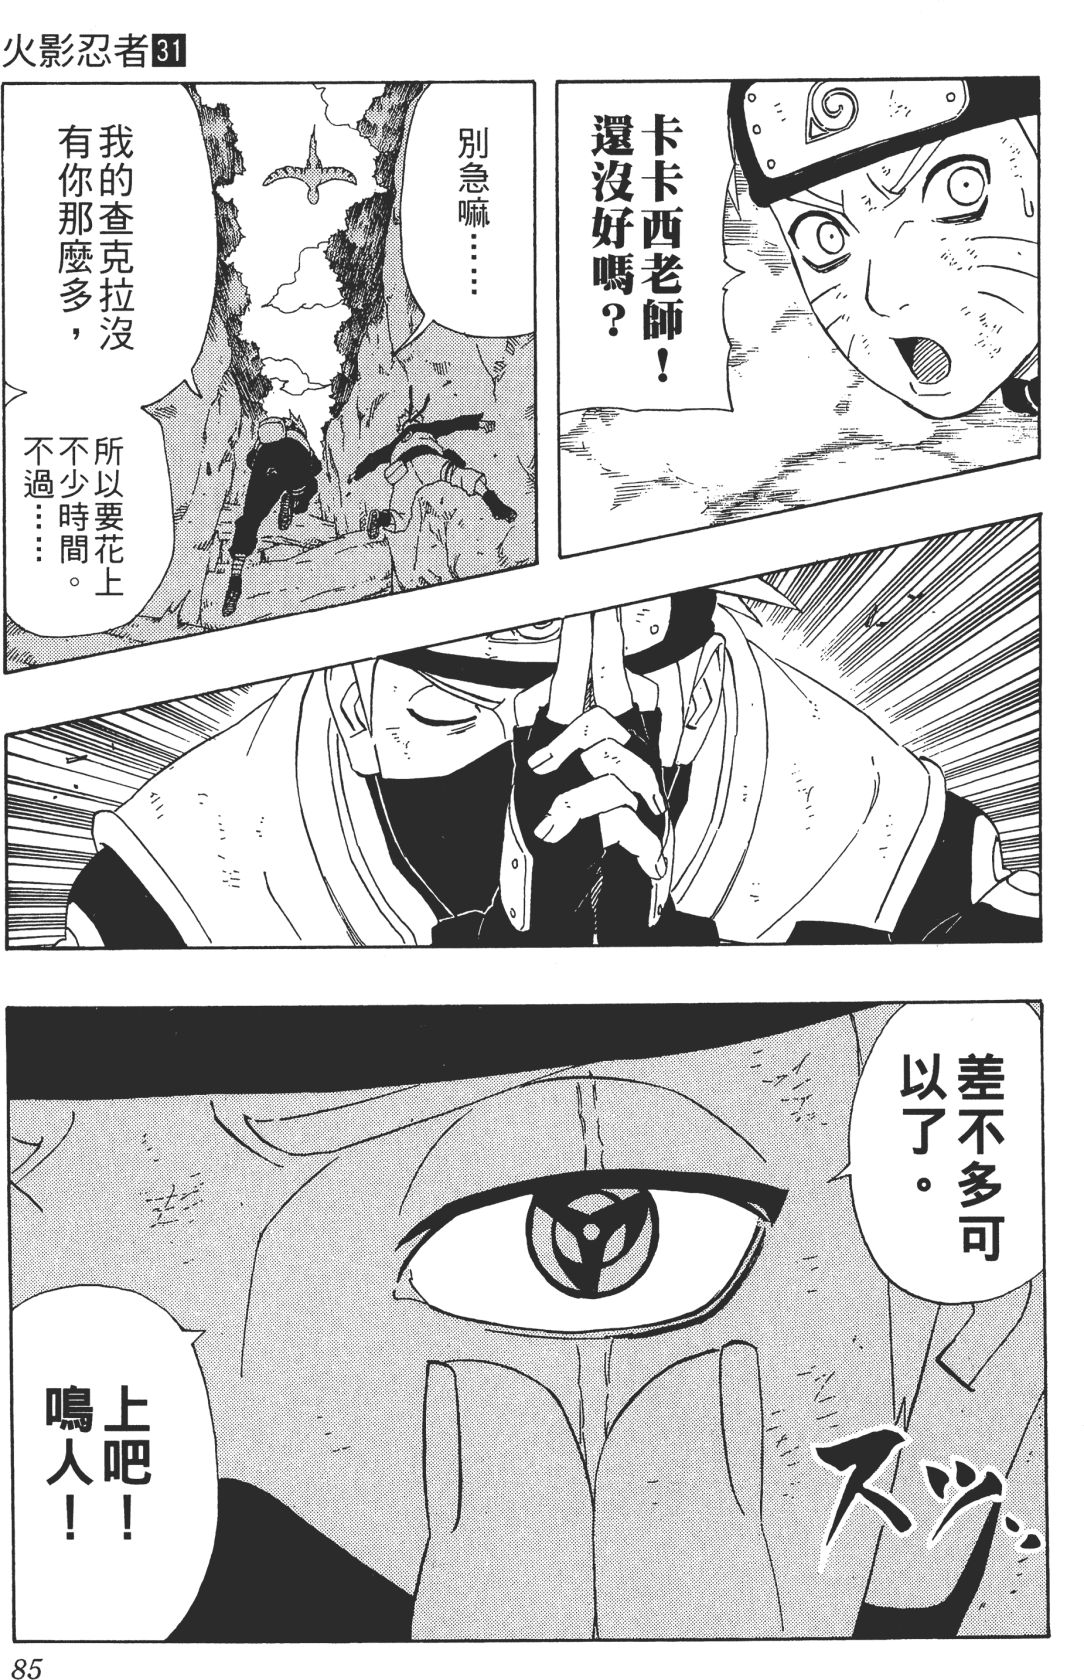 火影忍者31
卡卡西老師！
還沒好嗎？
別急嘛……
我的查克拉沒
有你那麼多，
所以要花上
不少時間。
不過……
差不多可
以了。
スッ…
上吧！
鳴人！
85